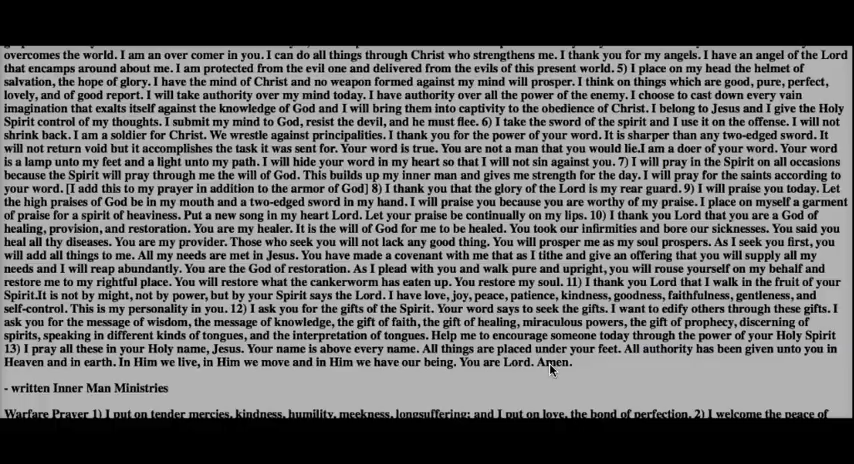 overcomes the world. I am an over comer in you. I can do all things through Christ who strengthens me. I thank you for my angels. I have an angel of the Lord
that encamps around about me. I am protected from the evil one and delivered from the evils of this present world. 5) I place on my head the helmet of
salvation, the hope of glory. I have the mind of Christ and no weapon formed against my mind will prosper. I think on things which are good, pure, perfect,
lovely, and of good report. I will take authority over my mind today. I have authority over all the power of the enemy. I choose to cast down every vain
imagination that exalts itself against the knowledge of God and I will bring them into captivity to the obedience of Christ. I belong to Jesus and I give the Holy
Spirit control of my thoughts. I submit my mind to God, resist the devil, and he must flee. 6) I take the sword of the spirit and I use it on the offense. I will not
shrink back. I am a soldier for Christ. We wrestle against principalities. I thank you for the power of your word. It is sharper than any two-edged sword. It
will not return void but it accomplishes the task it was sent for. Your word is true. You are not a man that you would lie.I am a doer of your word. Your word
is a lamp unto my feet and a light unto my path. I will hide your word in my heart so that I will not sin against you. 7) I will pray in the Spirit on all occasions
because the Spirit will pray through me the will of God. This builds up my inner man and gives me strength for the day. I will pray for the saints according to
your word. [I add this to my prayer in addition to the armor of God] 8) I thank you that the glory of the Lord is my rear guard. 9) I will praise you today. Let
the high praises of God be in my mouth and a two-edged sword in my hand. I will praise you because you are worthy of my praise. I place on myself a garment
of praise for a spirit of heaviness. Put a new song in my heart Lord. Let your praise be continually on my lips. 10) I thank you Lord that you are a God of
healing, provision, and restoration. You are my healer. It is the will of God for me to be healed. You took our infirmities and bore our sicknesses. You said you
heal all thy diseases. You are my provider. Those who seek you will not lack any good thing. You will prosper me as my soul prospers. As I seek you first, you
will add all things to me. All my needs are met in Jesus. You have made a covenant with me that as I tithe and give an offering that you will supply all my
needs and I will reap abundantly. You are the God of restoration. As I plead with you and walk pure and upright, you will rouse yourself on my behalf and
restore me to my rightful place. You will restore what the cankerworm has eaten up. You restore my soul. 11) I thank you Lord that I walk in the fruit of your
Spirit.It is not by might, not by power, but by your Spirit says the Lord. I have love, joy, peace, patience, kindness, goodness, faithfulness, gentleness, and
self-control. This is my personality in you. 12) I ask you for the gifts of the Spirit. Your word says to seek the gifts. I want to edify others through these gifts. I
ask you for the message of wisdom, the message of knowledge, the gift of faith, the gift of healing, miraculous powers, the gift of prophecy, discerning of
spirits, speaking in different kinds of tongues, and the interpretation of tongues. Help me to encourage someone today through the power of your Holy Spirit
13) I pray all these in your Holy name, Jesus. Your name is above every name. All things are placed under your feet. All authority has been given unto you in
Heaven and in earth. In Him we live, in Him we move and in Him we have our being. You are Lord. Amen.
- written Inner Man Ministries
Warfare Prayer 1) I put on tender mercies, kindness, humility, meekness, longsuffering; and I put on love, the bond of perfection. 2) I welcome the peace of